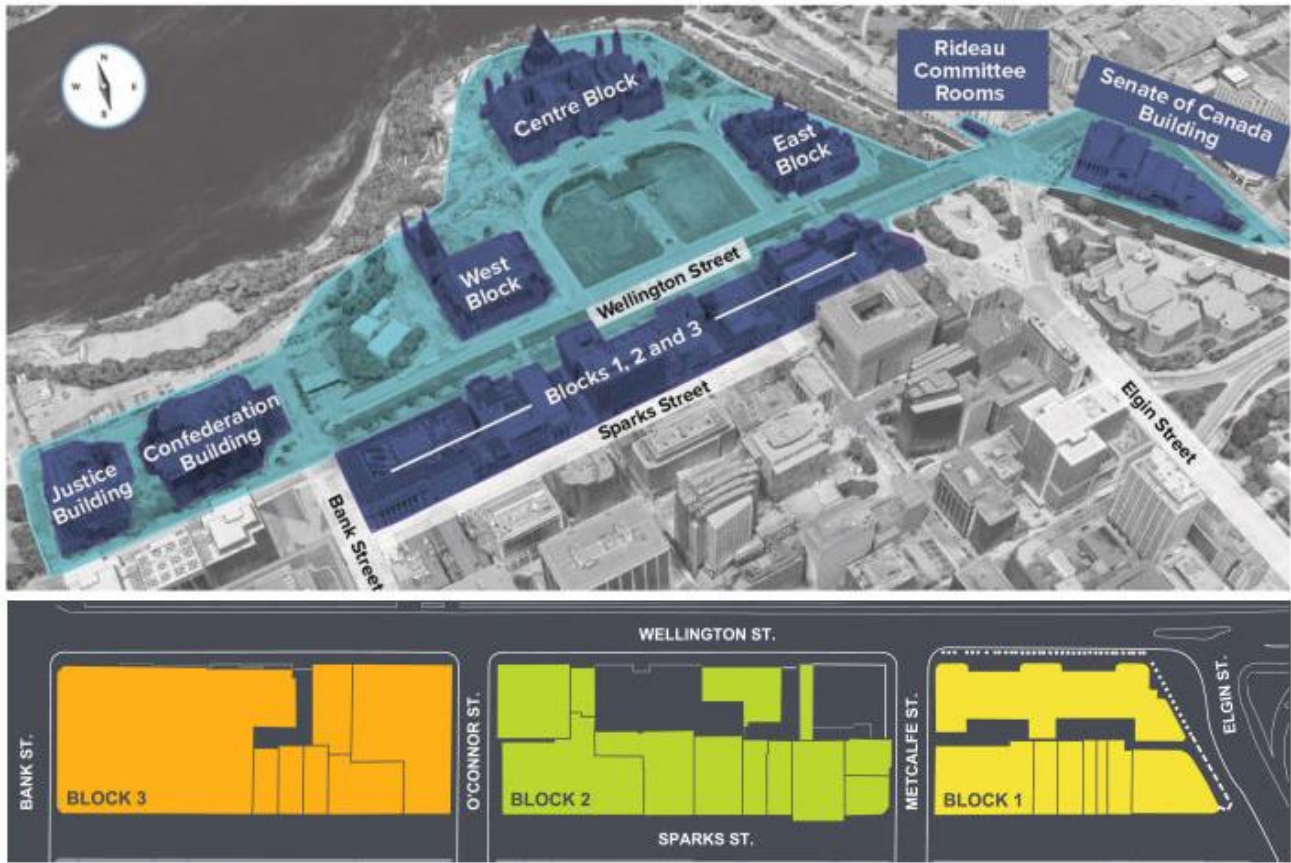 N
W
E
S
Centre Block
East
Block
Rideau
Committee
Rooms
Senate of Canada
Building
West
Block
Wellington Street
Blocks 1, 2 and 3
Sparks Street
Elgin Street
Confederation
Building
Justice
Building
Bank Street
WELLINGTON ST.
BANK ST.
BLOCK 3
O'CONNOR ST.
BLOCK 2
METCALFE ST.
BLOCK 1
ELGIN ST.
SPARKS ST.